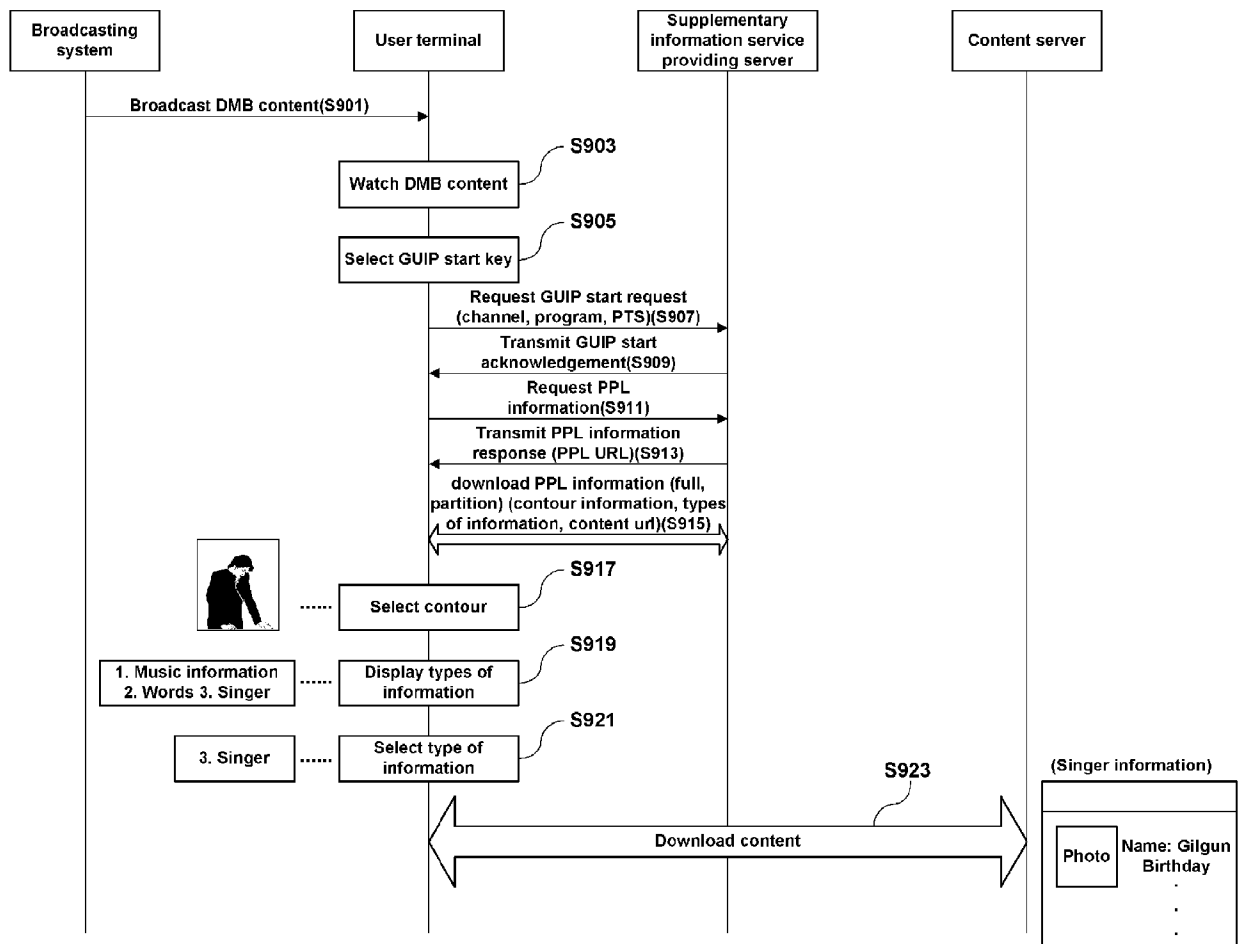 Broadcasting
system
User terminal
Supplementary
information service
providing server
Content server
Broadcast DMB content(S901)
S903
Watch DMB content
S905
Select GUIP start key
Request GUIP start request
(channel, program, PTS)(S907)
Transmit GUIP start
acknowledgement(S909)
Request PPL
information(S911)
Transmit PPL information
response (PPL URL)(S913)
download PPL information (full,
partition) (contour information, types
of information, content url)(S915)
S917
Select contour
S919
1. Music information
2. Words 3. Singer
Display types of
information
S921
3. Singer
Select type of
information
S923
Download content
(Singer information)
Photo
Name: Gilgun
Birthday